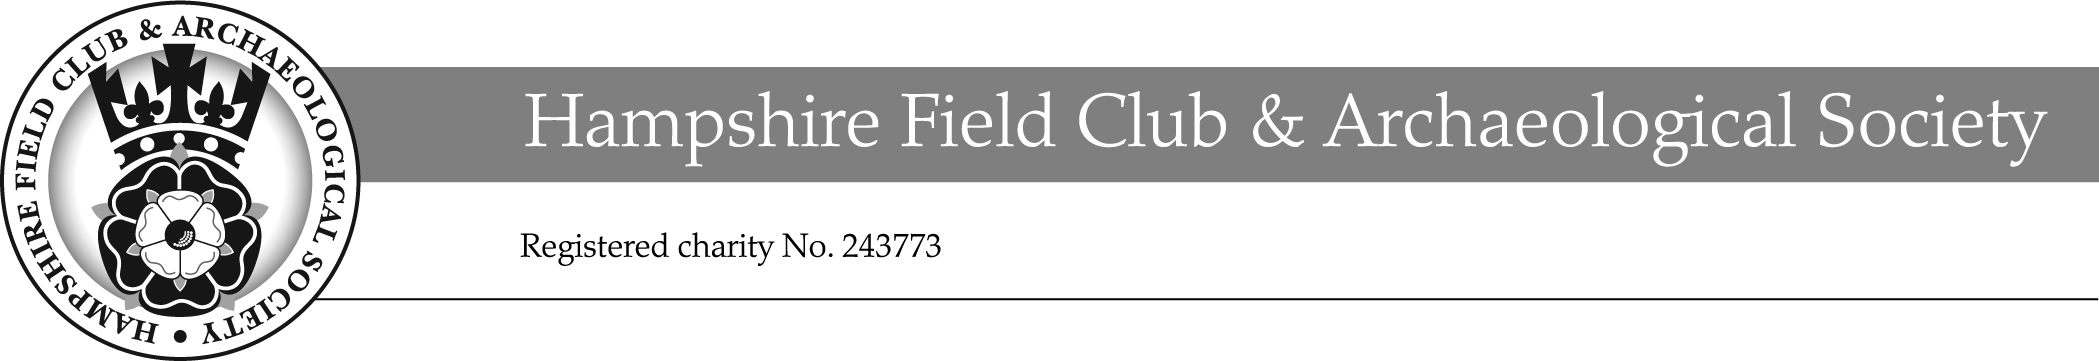 HAMPSHIRE FIELD CLUB & ARCHAEOLOGICAL SOCIETY •
Hampshire Field Club & Archaeological Society
Registered charity No. 243773